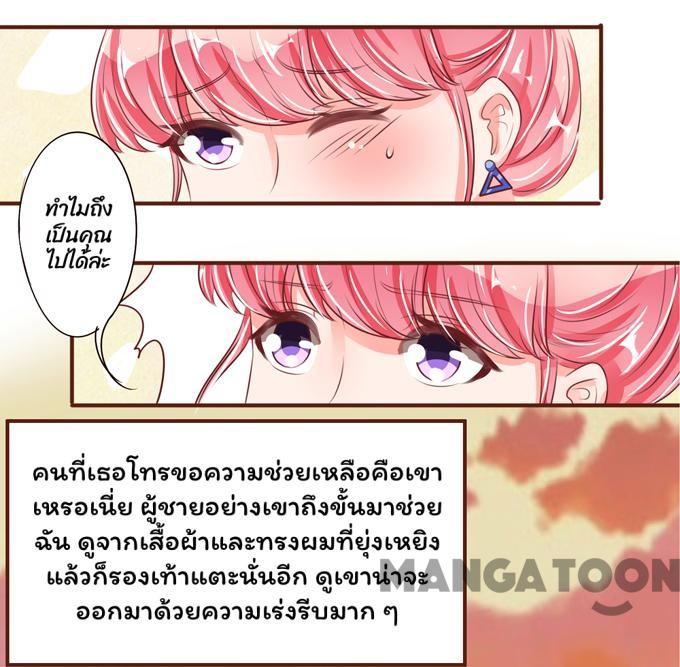 ทำไมถึง
เป็นคุณ
ไปได้ล่ะ
คนที่เธอโทรขอความช่วยเหลือคือเขา
เหรอเนี่ย ผู้ชายอย่างเขาถึงขั้นมาช่วย
ฉัน ดูจากเสื้อผ้าและทรงผมที่ยุ่งเหยิง
แล้วก็รองเท้าแตะนั่นอีก ดูเขาน่าจะ
ออกมาด้วยความเร่งรีบมาก ๆ
MANGATOON